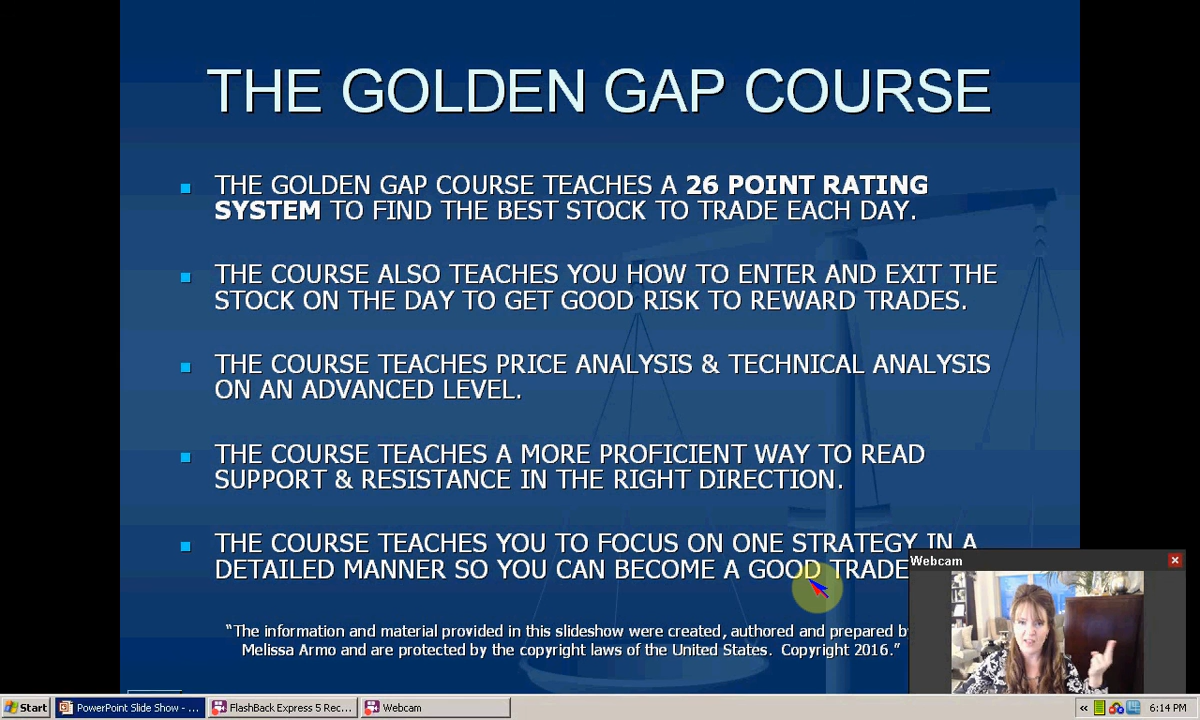 THE GOLDEN GAP COURSE
THE GOLDEN GAP COURSE TEACHES A 26 POINT RATING
SYSTEM TO FIND THE BEST STOCK TO TRADE EACH DAY.
THE COURSE ALSO TEACHES YOU HOW TO ENTER AND EXIT THE
STOCK ON THE DAY TO GET GOOD RISK TO REWARD TRADES.
THE COURSE TEACHES PRICE ANALYSIS & TECHNICAL ANALYSIS
ON AN ADVANCED LEVEL.
THE COURSE TEACHES A MORE PROFICIENT WAY TO READ
SUPPORT & RESISTANCE IN THE RIGHT DIRECTION.
THE COURSE TEACHES YOU TO FOCUS ON ONE STRATEGY IN A
DETAILED MANNER SO YOU CAN BECOME A GOOD TRADE
Webcam
“The information and material provided in this slideshow were created, authored and prepared b
Melissa Armo and are protected by the copyright laws of the United States. Copyright 2016.”
Start
PowerPoint Slide Show - ...
FlashBack Express 5 Rec...
Webcam
6:14 PM